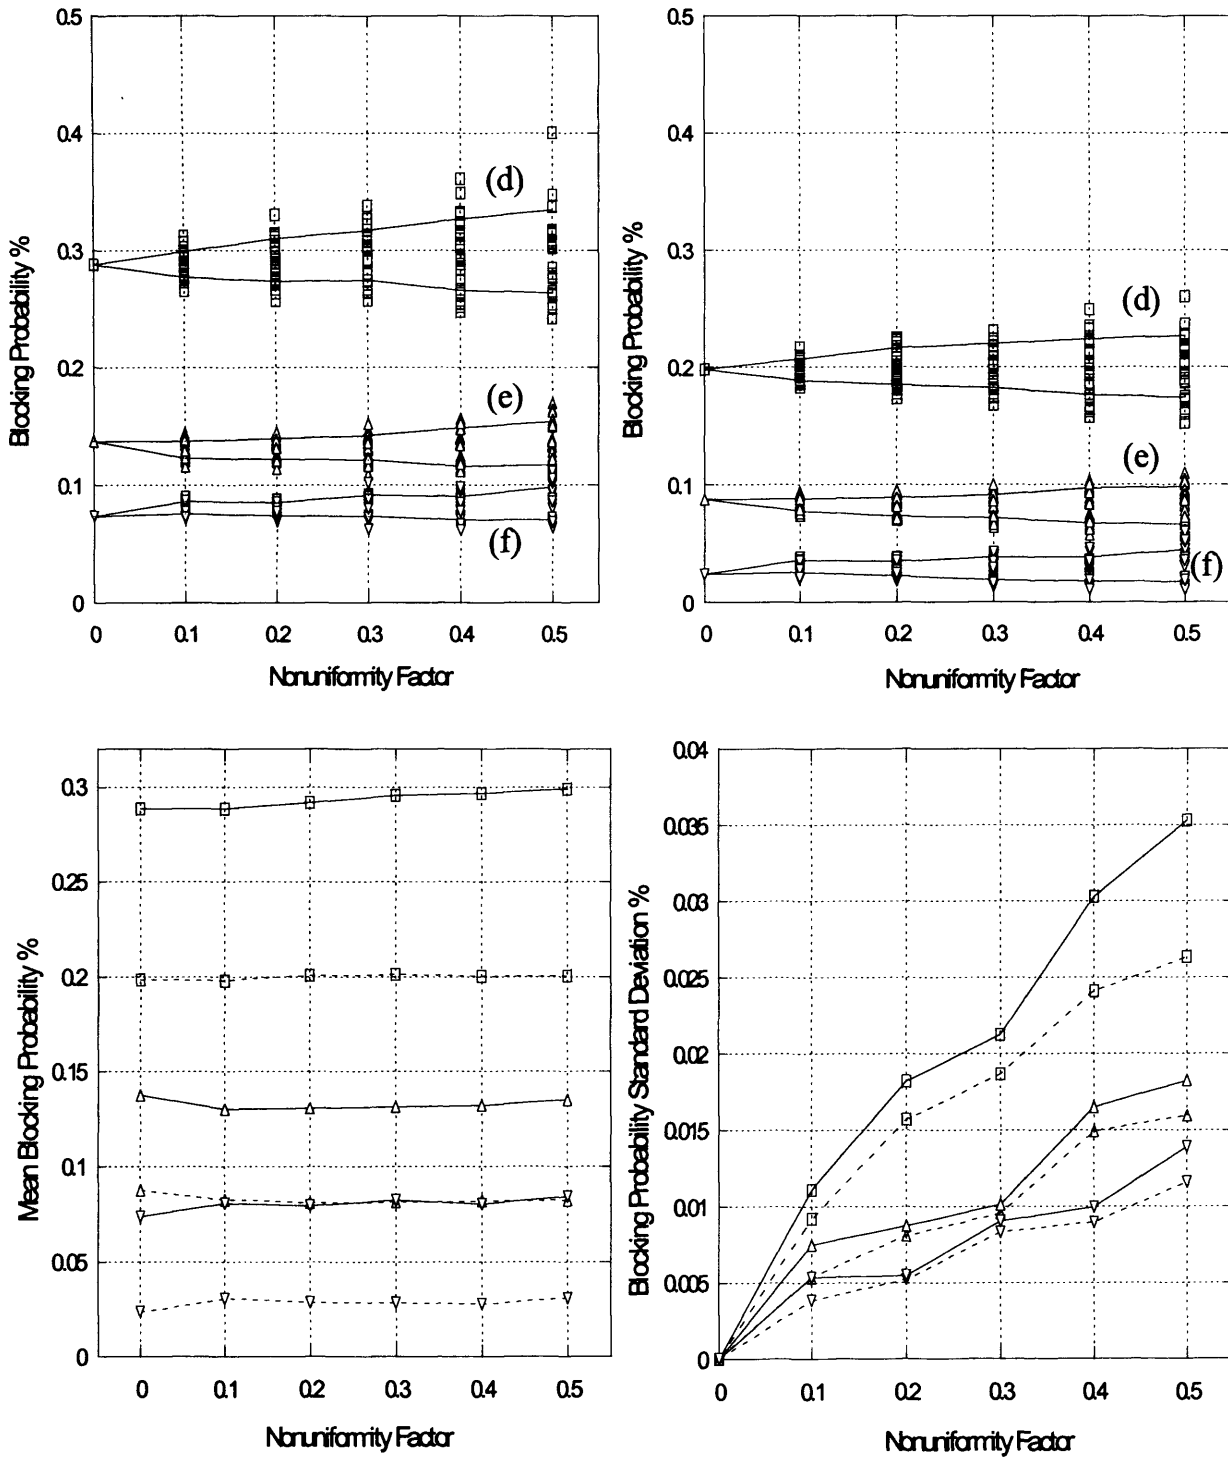 0.5
0.4
0.3
0.2
0.1
0
Blocking Probability %
(d)
(e)
(f)
0 0.1 0.2 0.3 0.4 0.5
Nonuniformity Factor
0.5
0.4
0.3
0.2
0.1
0
Blocking Probability %
(d)
(e)
(f)
0 0.1 0.2 0.3 0.4 0.5
Nonuniformity Factor
0.3
0.25
0.2
0.15
0.1
0.05
0
Mean Blocking Probability %
0 0.1 0.2 0.3 0.4 0.5
Nonuniformity Factor
0.04
0.035
0.03
0.025
0.02
0.015
0.01
0.005
0
Blocking Probability Standard Deviation %
0 0.1 0.2 0.3 0.4 0.5
Nonuniformity Factor